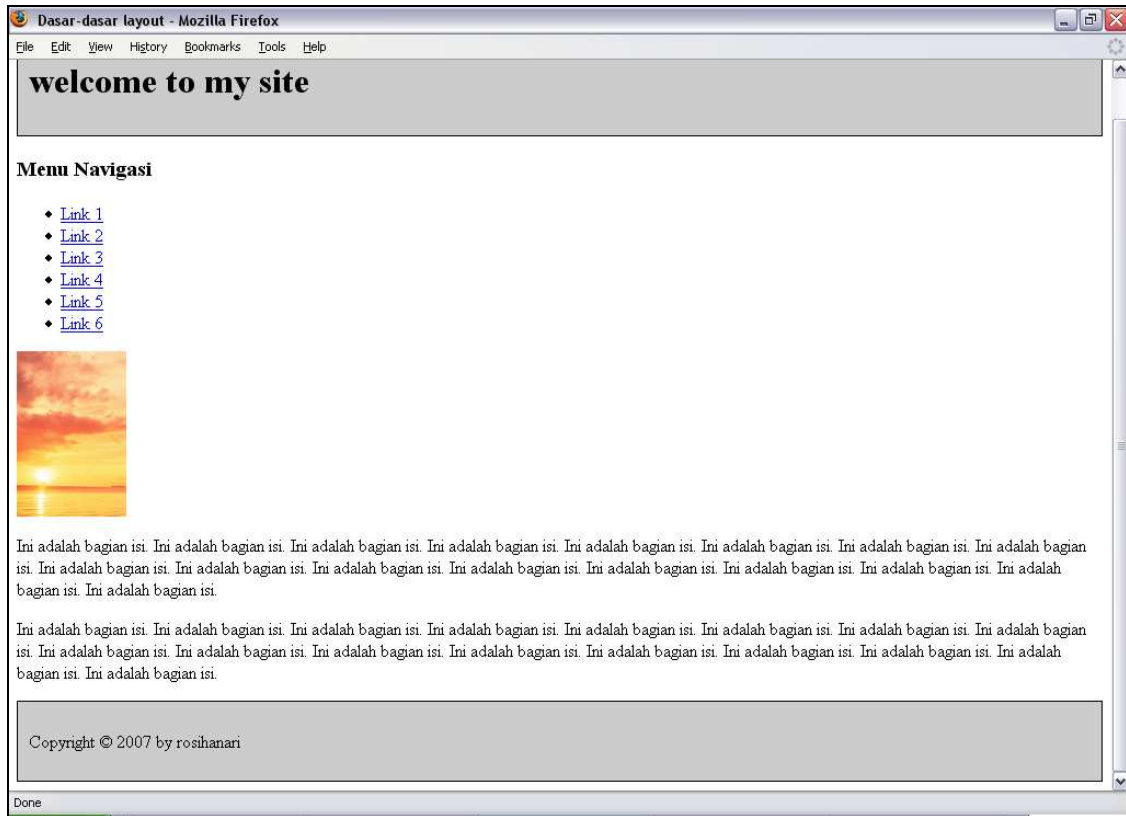 Dasar-dasar layout - Mozilla Firefox
File Edit View History Bookmarks Tools Help
welcome to my site
Menu Navigasi
Link 1
Link 2
Link 3
Link 4
Link 5
Link 6
Ini adalah bagian isi. Ini adalah bagian isi. Ini adalah bagian isi. Ini adalah bagian isi. Ini adalah bagian isi. Ini adalah bagian isi. Ini adalah bagian isi. Ini adalah bagian
isi. Ini adalah bagian isi. Ini adalah bagian isi. Ini adalah bagian isi. Ini adalah bagian isi. Ini adalah bagian isi. Ini adalah bagian isi. Ini adalah bagian isi. Ini adalah
bagian isi. Ini adalah bagian isi.
Ini adalah bagian isi. Ini adalah bagian isi. Ini adalah bagian isi. Ini adalah bagian isi. Ini adalah bagian isi. Ini adalah bagian isi. Ini adalah bagian isi. Ini adalah bagian
isi. Ini adalah bagian isi. Ini adalah bagian isi. Ini adalah bagian isi. Ini adalah bagian isi. Ini adalah bagian isi. Ini adalah bagian isi. Ini adalah bagian isi. Ini adalah
bagian isi. Ini adalah bagian isi.
Copyright © 2007 by rosihanari
Done